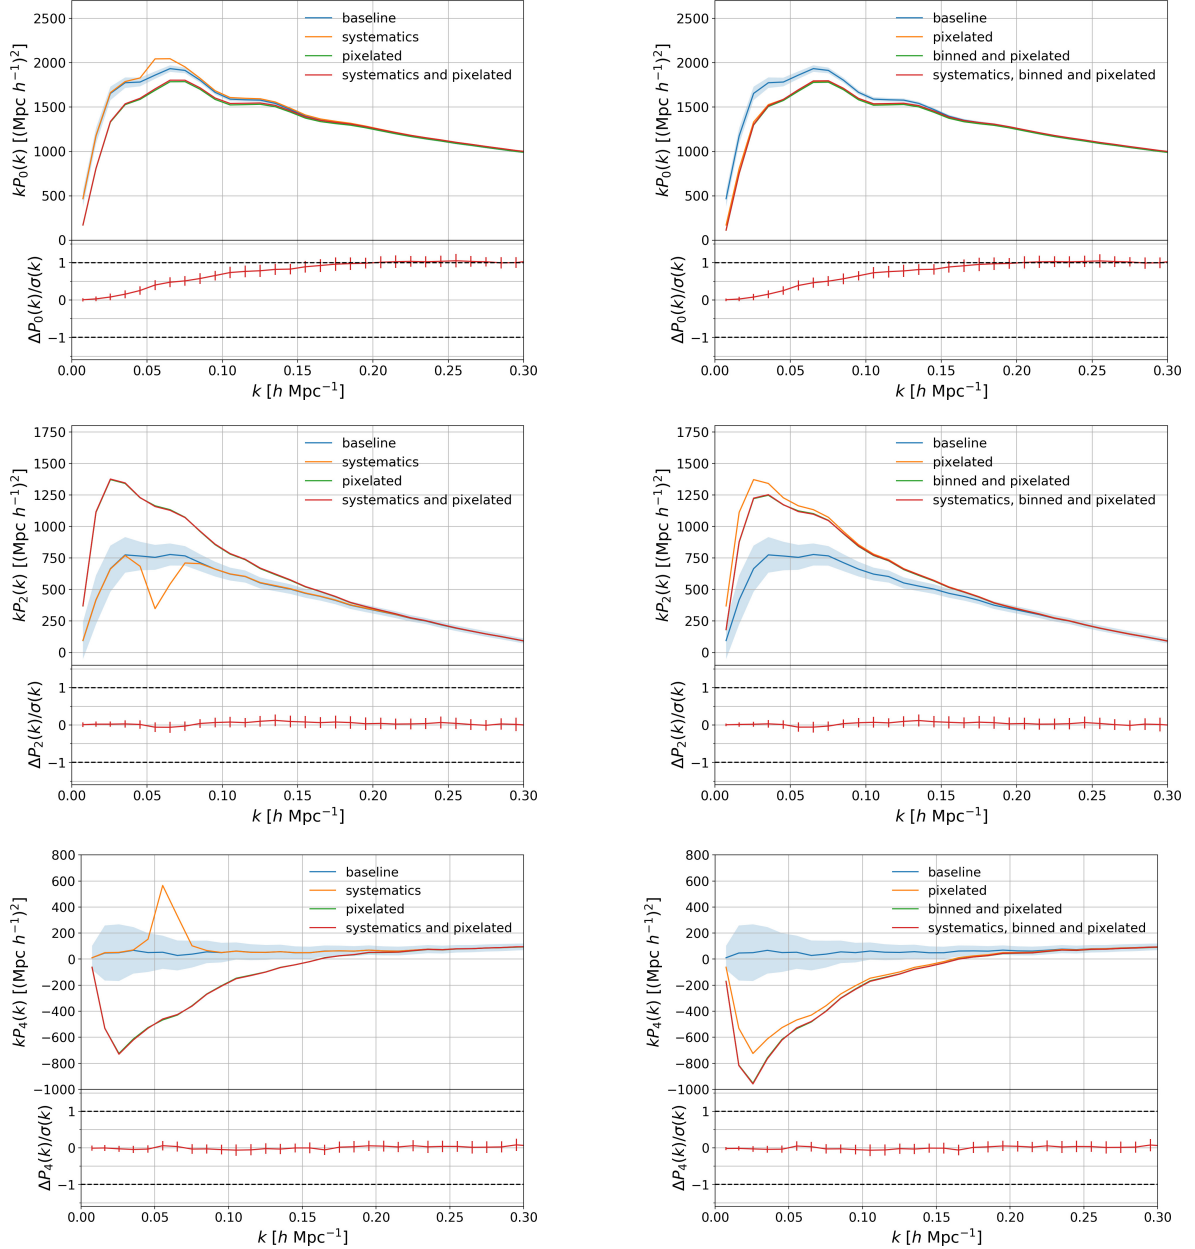 2500
2000
1500
1000
500
0
kP₀(k) [(Mpc h⁻¹)²]
baseline
systematics
pixelated
systematics and pixelated
1
0
−1
ΔP₀(k)/σ(k)
0.00 0.05 0.10 0.15 0.20 0.25 0.30
k [h Mpc⁻¹]
2500
2000
1500
1000
500
0
kP₀(k) [(Mpc h⁻¹)²]
baseline
pixelated
binned and pixelated
systematics, binned and pixelated
1
0
−1
ΔP₀(k)/σ(k)
0.00 0.05 0.10 0.15 0.20 0.25 0.30
k [h Mpc⁻¹]
1750
1500
1250
1000
750
500
250
0
kP₂(k) [(Mpc h⁻¹)²]
baseline
systematics
pixelated
systematics and pixelated
1
0
−1
ΔP₂(k)/σ(k)
0.00 0.05 0.10 0.15 0.20 0.25 0.30
k [h Mpc⁻¹]
1750
1500
1250
1000
750
500
250
0
kP₂(k) [(Mpc h⁻¹)²]
baseline
pixelated
binned and pixelated
systematics, binned and pixelated
1
0
−1
ΔP₂(k)/σ(k)
0.00 0.05 0.10 0.15 0.20 0.25 0.30
k [h Mpc⁻¹]
800
600
400
200
0
−200
−400
−600
−800
−1000
kP₄(k) [(Mpc h⁻¹)²]
baseline
systematics
pixelated
systematics and pixelated
1
0
−1
ΔP₄(k)/σ(k)
0.00 0.05 0.10 0.15 0.20 0.25 0.30
k [h Mpc⁻¹]
800
600
400
200
0
−200
−400
−600
−800
−1000
kP₄(k) [(Mpc h⁻¹)²]
baseline
pixelated
binned and pixelated
systematics, binned and pixelated
1
0
−1
ΔP₄(k)/σ(k)
0.00 0.05 0.10 0.15 0.20 0.25 0.30
k [h Mpc⁻¹]